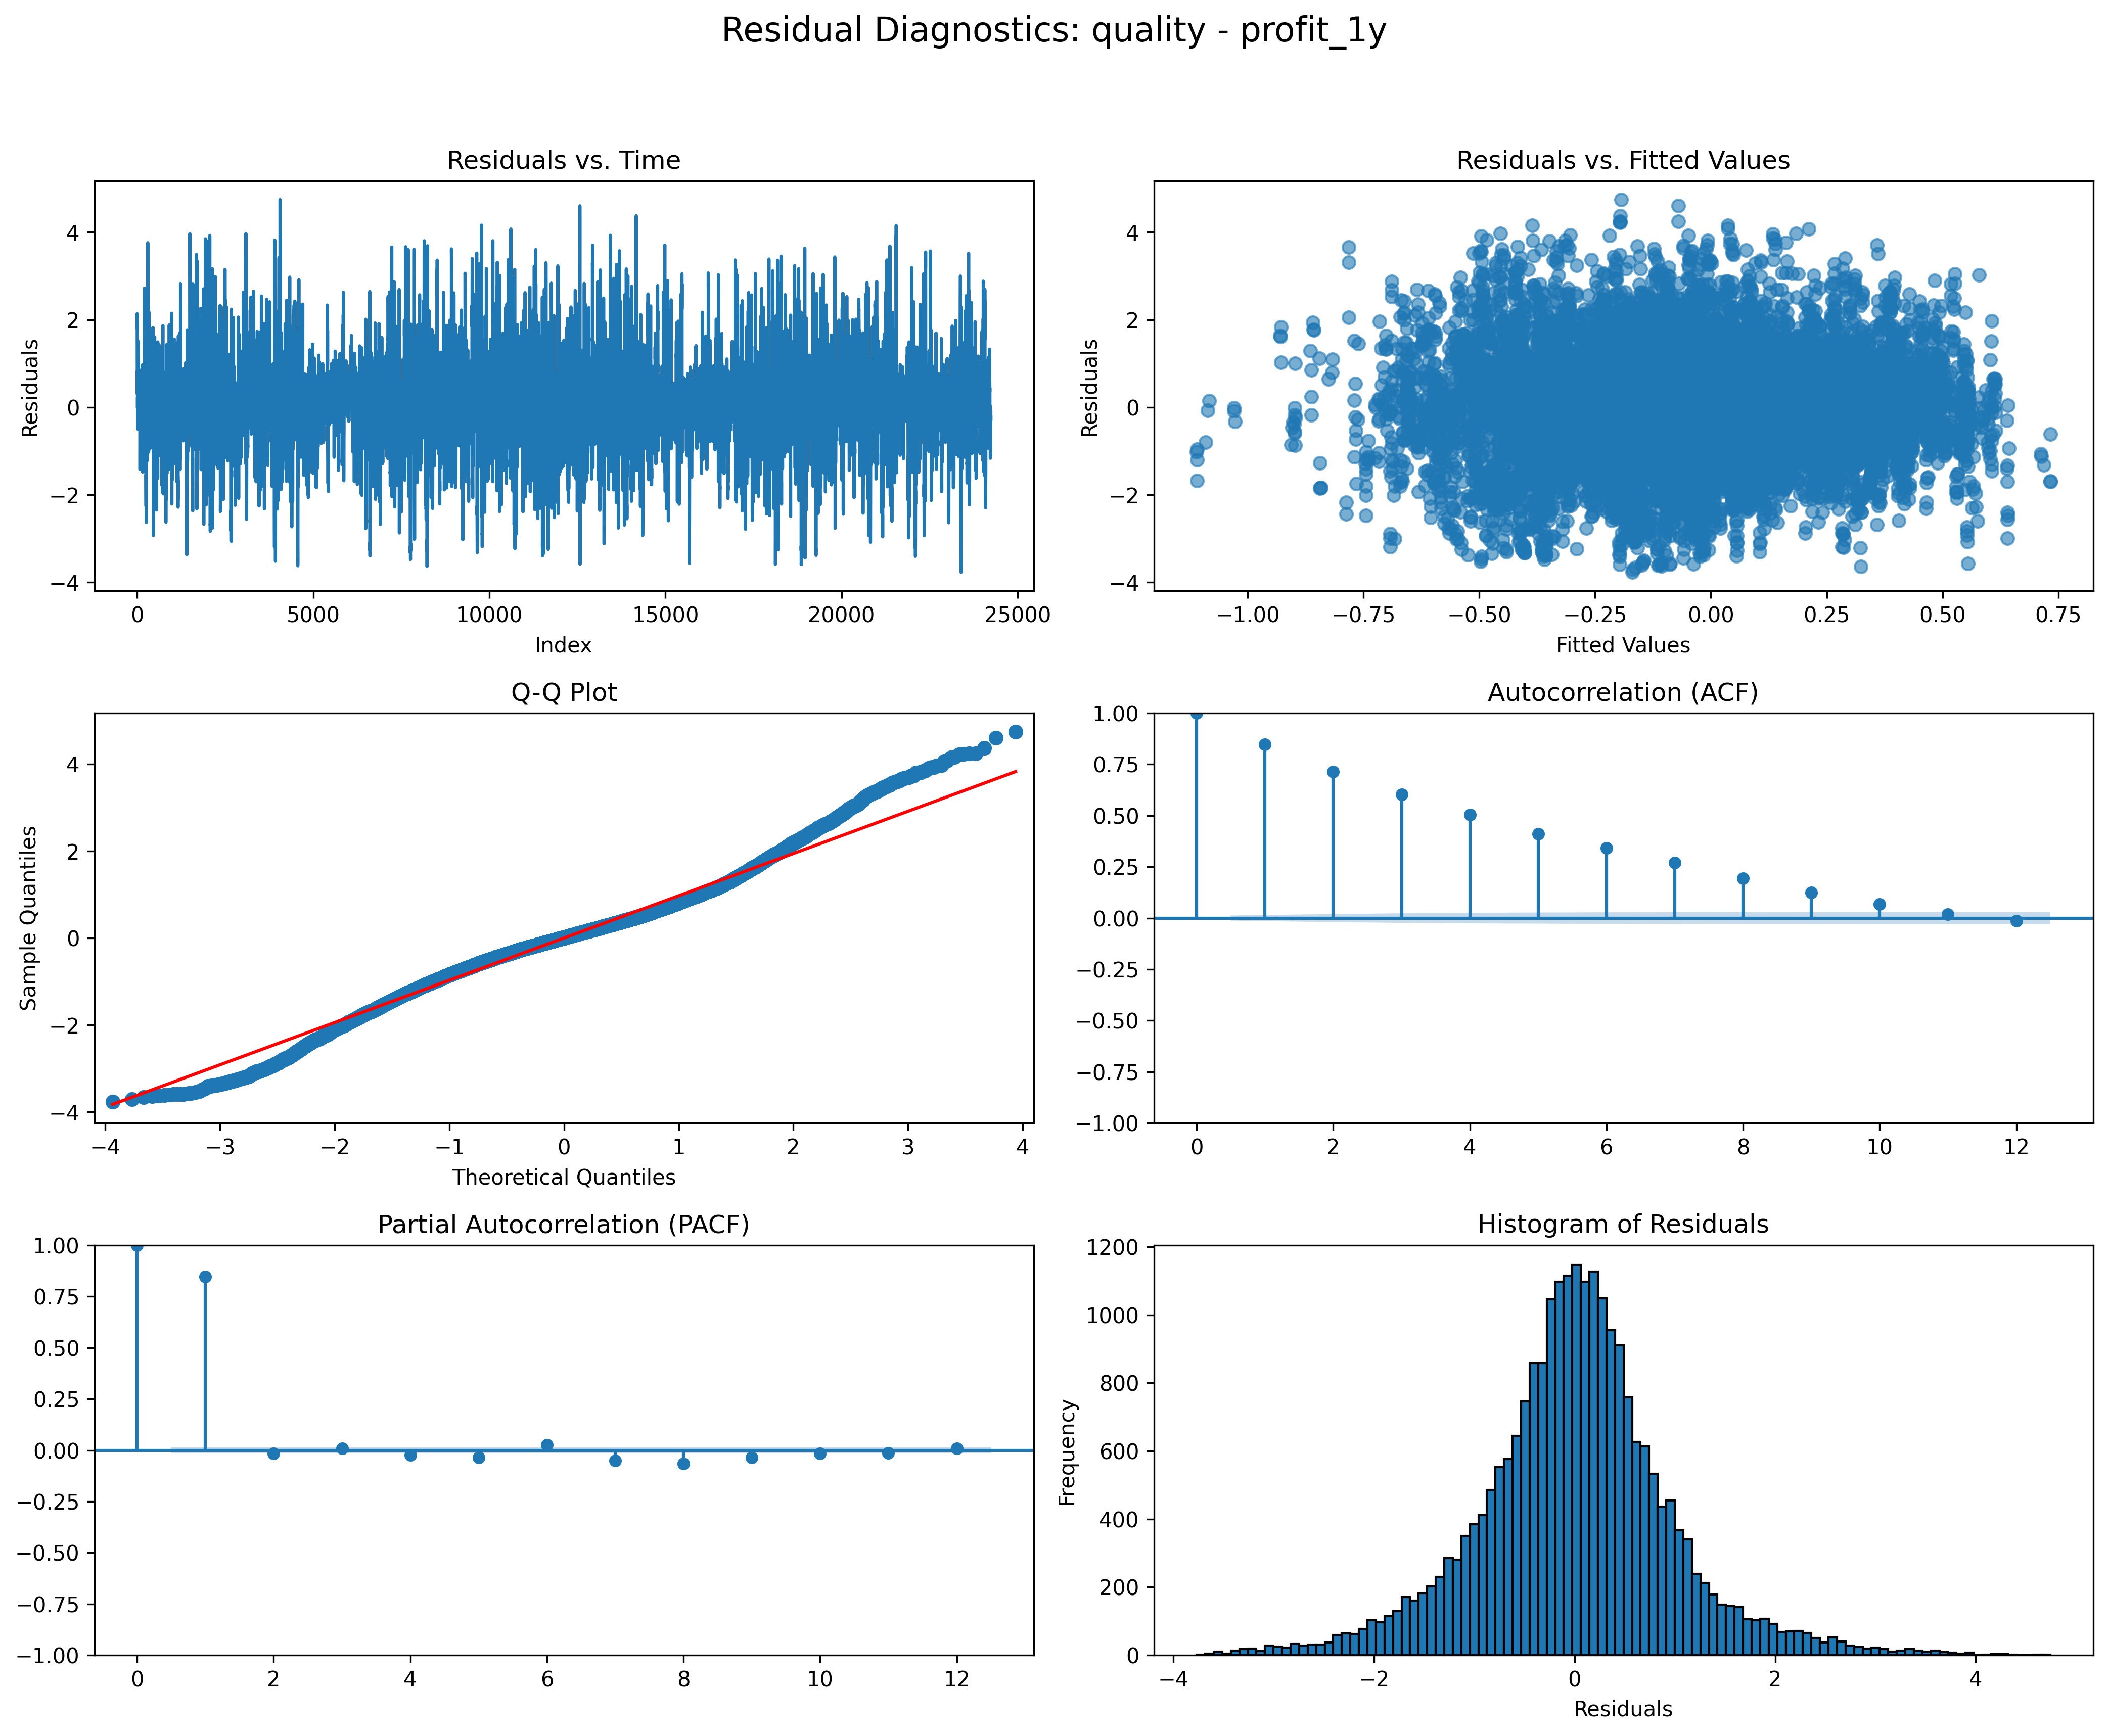 Residual Diagnostics: quality - profit_1y
Residuals vs. Time
Residuals
4
2
0
−2
−4
0 5000 10000 15000 20000 25000
Index
Residuals vs. Fitted Values
Residuals
4
2
0
−2
−4
−1.00 −0.75 −0.50 −0.25 0.00 0.25 0.50 0.75
Fitted Values
Q-Q Plot
Sample Quantiles
4
2
0
−2
−4
−4 −3 −2 −1 0 1 2 3 4
Theoretical Quantiles
Autocorrelation (ACF)
1.00
0.75
0.50
0.25
0.00
−0.25
−0.50
−0.75
−1.00
0 2 4 6 8 10 12
Partial Autocorrelation (PACF)
1.00
0.75
0.50
0.25
0.00
−0.25
−0.50
−0.75
−1.00
0 2 4 6 8 10 12
Histogram of Residuals
Frequency
1200
1000
800
600
400
200
0
−4 −2 0 2 4
Residuals